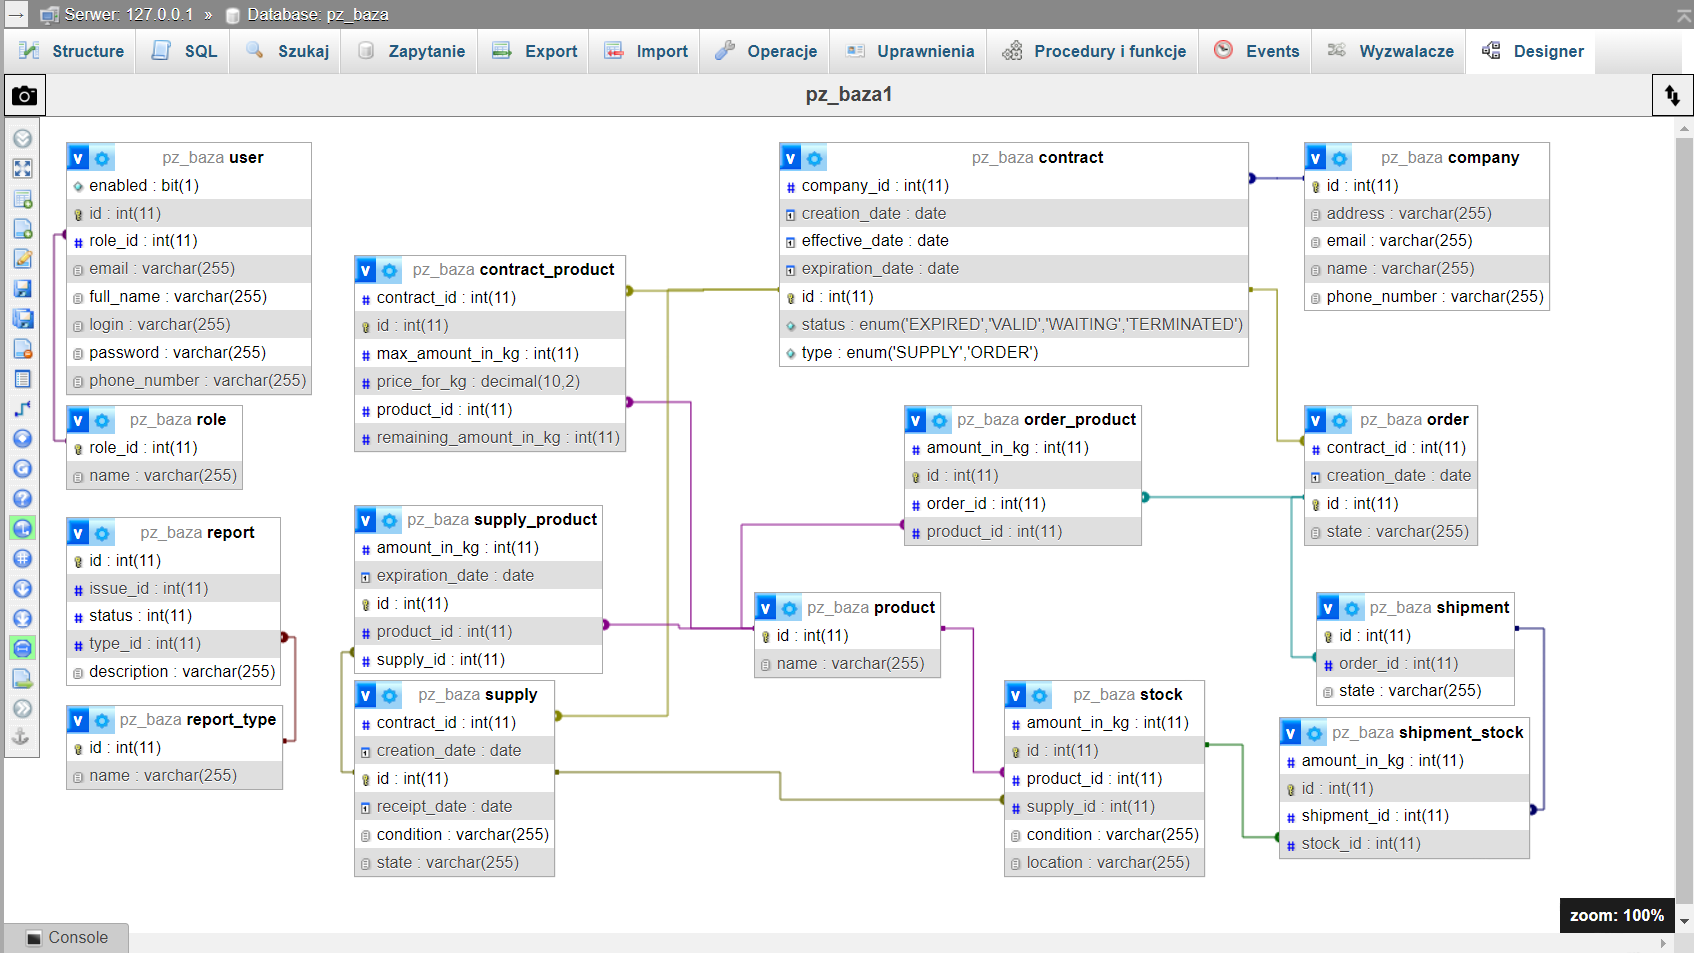 Serwer: 127.0.0.1 » Database: pz_baza
Structure SQL Szukaj Zapytanie Export Import Operacje Uprawnienia Procedury i funkcje Events Wyzwalacze Designer
pz_baza1
v pz_baza user
enabled : bit(1)
id : int(11)
# role_id : int(11)
email : varchar(255)
full_name : varchar(255)
login : varchar(255)
password : varchar(255)
phone_number : varchar(255)
v pz_baza role
role_id : int(11)
name : varchar(255)
v pz_baza report
id : int(11)
# issue_id : int(11)
# status : int(11)
# type_id : int(11)
description : varchar(255)
v pz_baza report_type
id : int(11)
name : varchar(255)
v pz_baza contract_product
# contract_id : int(11)
id : int(11)
# max_amount_in_kg : int(11)
# price_for_kg : decimal(10,2)
# product_id : int(11)
# remaining_amount_in_kg : int(11)
v pz_baza supply_product
# amount_in_kg : int(11)
expiration_date : date
id : int(11)
# product_id : int(11)
# supply_id : int(11)
v pz_baza supply
# contract_id : int(11)
creation_date : date
id : int(11)
receipt_date : date
condition : varchar(255)
state : varchar(255)
v pz_baza contract
# company_id : int(11)
creation_date : date
effective_date : date
expiration_date : date
id : int(11)
status : enum('EXPIRED','VALID','WAITING','TERMINATED')
type : enum('SUPPLY','ORDER')
v pz_baza company
id : int(11)
address : varchar(255)
email : varchar(255)
name : varchar(255)
phone_number : varchar(255)
v pz_baza order_product
# amount_in_kg : int(11)
id : int(11)
# order_id : int(11)
# product_id : int(11)
v pz_baza order
# contract_id : int(11)
creation_date : date
id : int(11)
state : varchar(255)
v pz_baza product
id : int(11)
name : varchar(255)
v pz_baza shipment
id : int(11)
# order_id : int(11)
state : varchar(255)
v pz_baza stock
# amount_in_kg : int(11)
id : int(11)
# product_id : int(11)
# supply_id : int(11)
condition : varchar(255)
location : varchar(255)
v pz_baza shipment_stock
# amount_in_kg : int(11)
id : int(11)
# shipment_id : int(11)
# stock_id : int(11)
zoom: 100%
Console